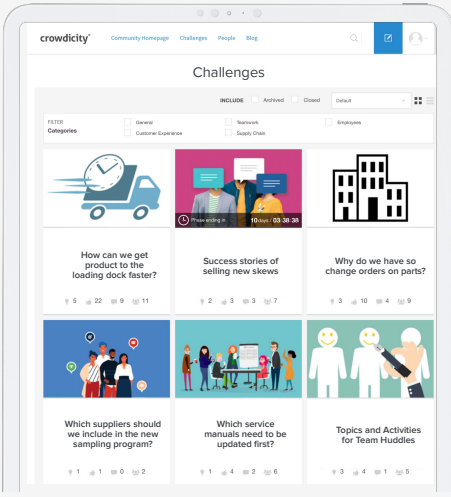 crowdicity
Community Homepage Challenges People Blog
Challenges
INCLUDE Archived Closed Default
FILTER
Categories
General Teamwork Employees
Customer Experience Supply Chain
Phase ending in 10 days / 03:38:38
How can we get
product to the
loading dock faster?
5 22 9 11
Success stories of
selling new skews
2 3 3 7
Why do we have so
change orders on parts?
3 10 4 9
Which suppliers should
we include in the new
sampling program?
1 1 0 2
Which service
manuals need to be
updated first?
1 4 2 6
Topics and Activities
for Team Huddles
3 4 1 5